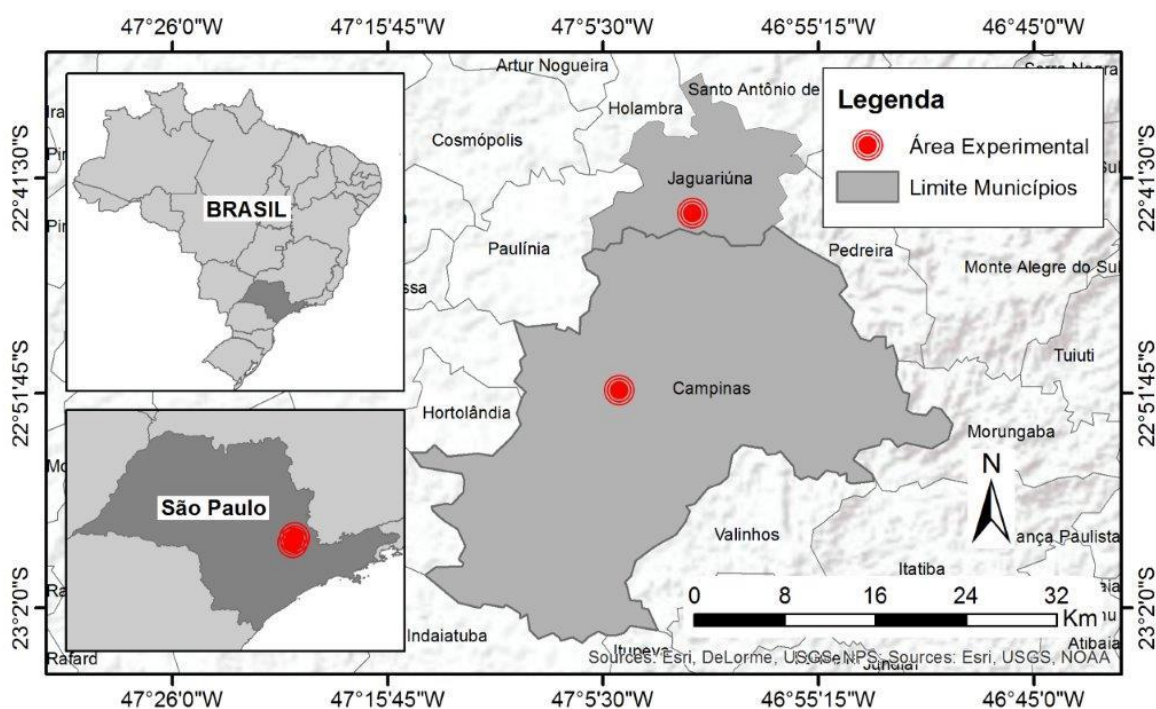 47°26'0"W 47°15'45"W 47°5'30"W 46°55'15"W 46°45'0"W
22°41'30"S
22°51'45"S
23°2'0"S
BRASIL
São Paulo
Artur Nogueira
Holambra
Santo Antônio de
Cosmópolis
Jaguariúna
Paulínia
Pedreira
Monte Alegre do Sul
Tuiuti
Hortolândia
Campinas
Morungaba
Valinhos
Itatiba
Indaiatuba
Itupeva
Rafard
Atibaia
Legenda
Área Experimental
Limite Municípios
N
0 8 16 24 32
Km
Sources: Esri, DeLorme, USGS, NPS; Sources: Esri, USGS, NOAA
22°41'30"S
22°51'45"S
23°2'0"S
47°26'0"W 47°15'45"W 47°5'30"W 46°55'15"W 46°45'0"W